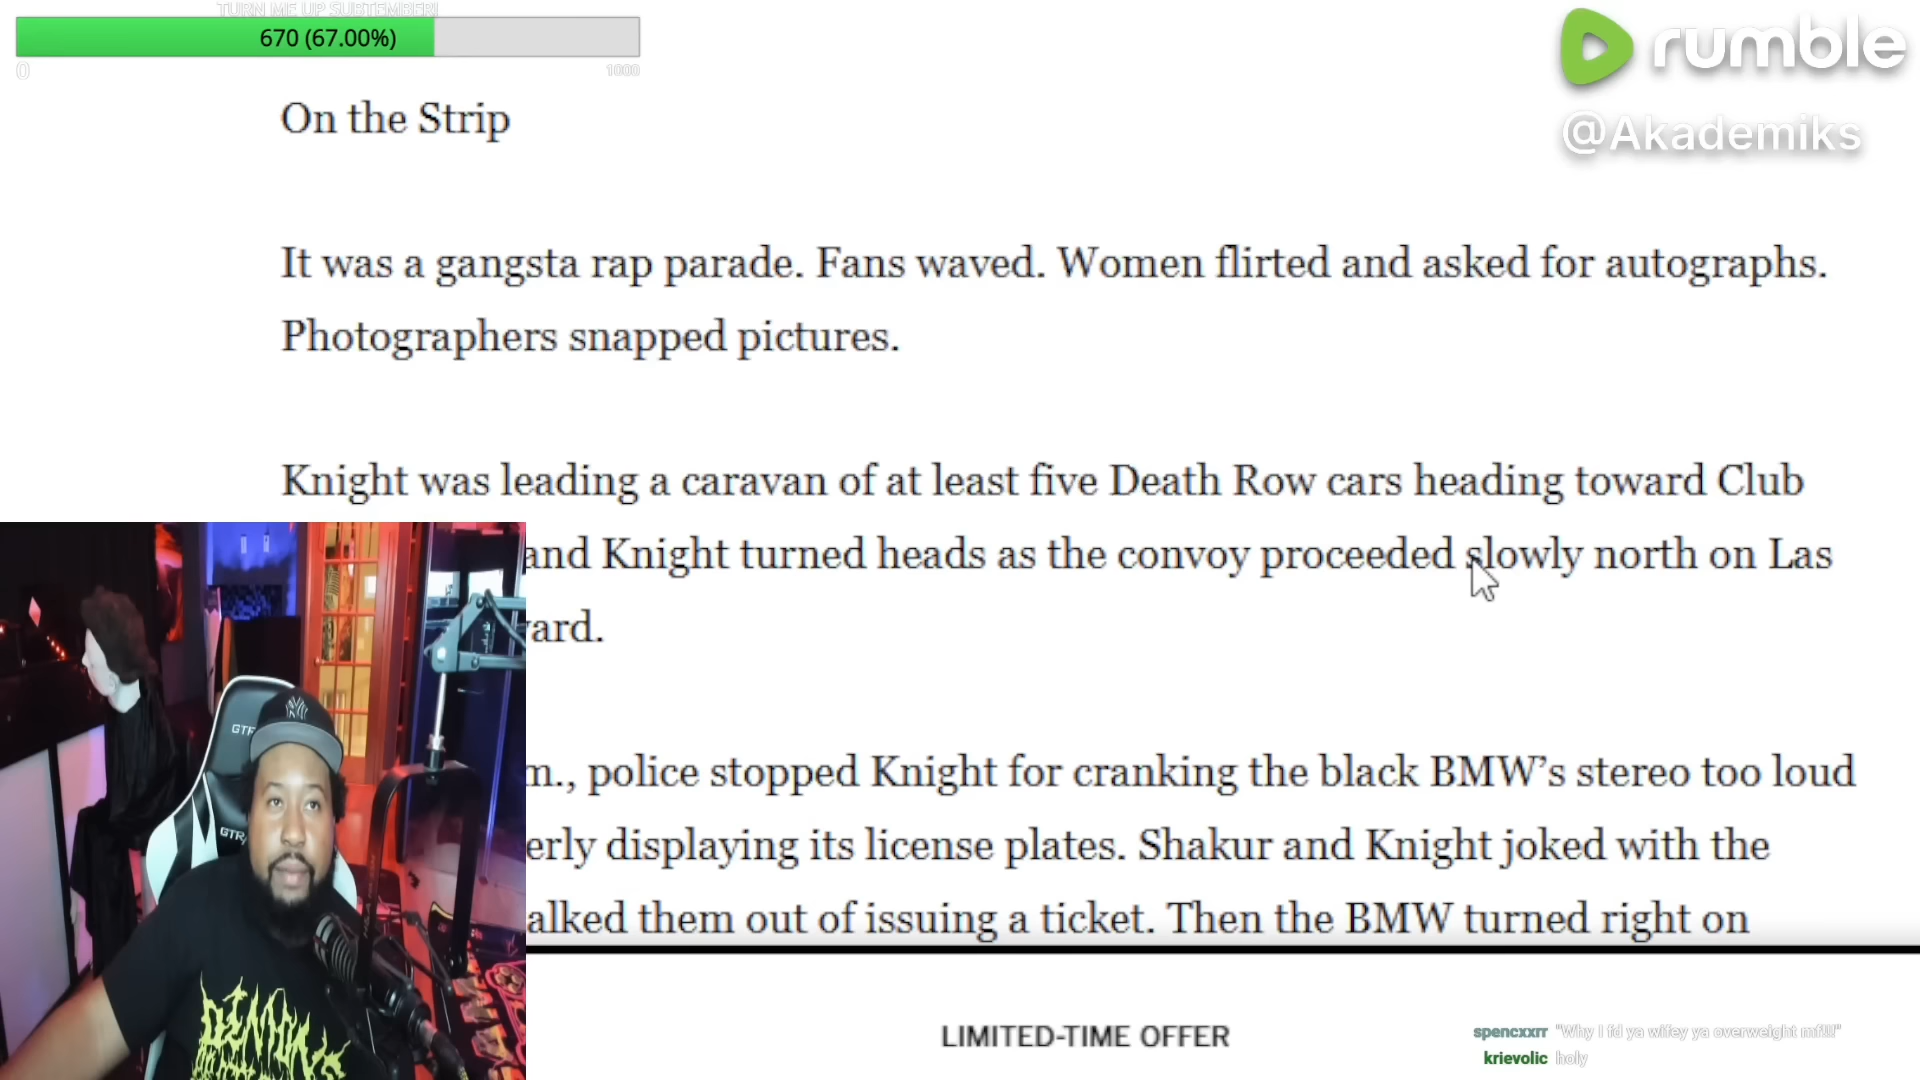 TURN ME UP SUBTEMBER!
670 (67.00%)
0
1000
rumble
@Akademiks
On the Strip
It was a gangsta rap parade. Fans waved. Women flirted and asked for autographs.
Photographers snapped pictures.
Knight was leading a caravan of at least five Death Row cars heading toward Club
and Knight turned heads as the convoy proceeded slowly north on Las
ard.
m., police stopped Knight for cranking the black BMW’s stereo too loud
erly displaying its license plates. Shakur and Knight joked with the
alked them out of issuing a ticket. Then the BMW turned right on
LIMITED-TIME OFFER
spencxxrr "Why I fd ya wifey ya overweight mf!!!"
krievolic holy